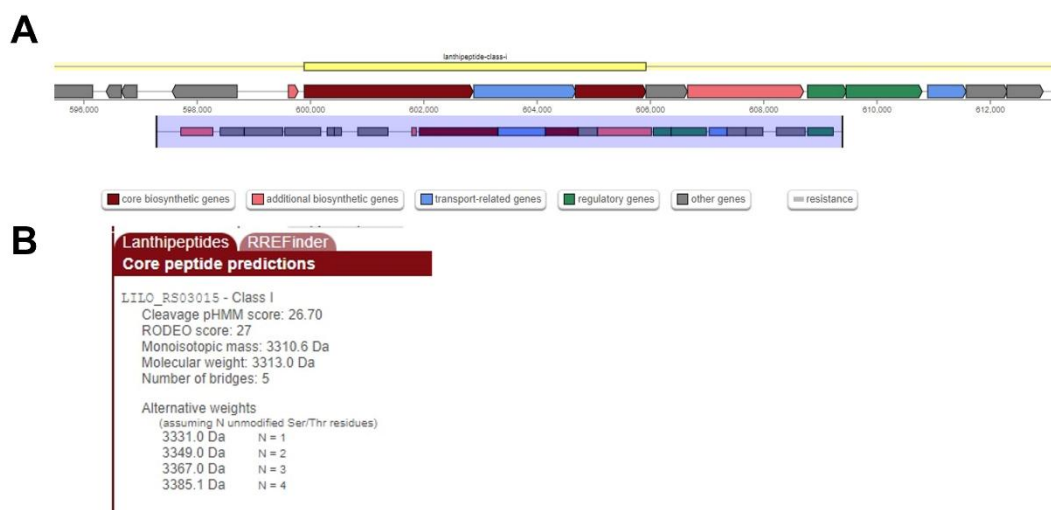 A
lanthipeptide-class-i
596,000 598,000 600,000 602,000 604,000 606,000 608,000 610,000 612,000
core biosynthetic genes additional biosynthetic genes transport-related genes regulatory genes other genes resistance
B
Lanthipeptides RREFinder
Core peptide predictions
LILO_RS03015 - Class I
Cleavage pHMM score: 26.70
RODEO score: 27
Monoisotopic mass: 3310.6 Da
Molecular weight: 3313.0 Da
Number of bridges: 5
Alternative weights
(assuming N unmodified Ser/Thr residues)
3331.0 Da N = 1
3349.0 Da N = 2
3367.0 Da N = 3
3385.1 Da N = 4